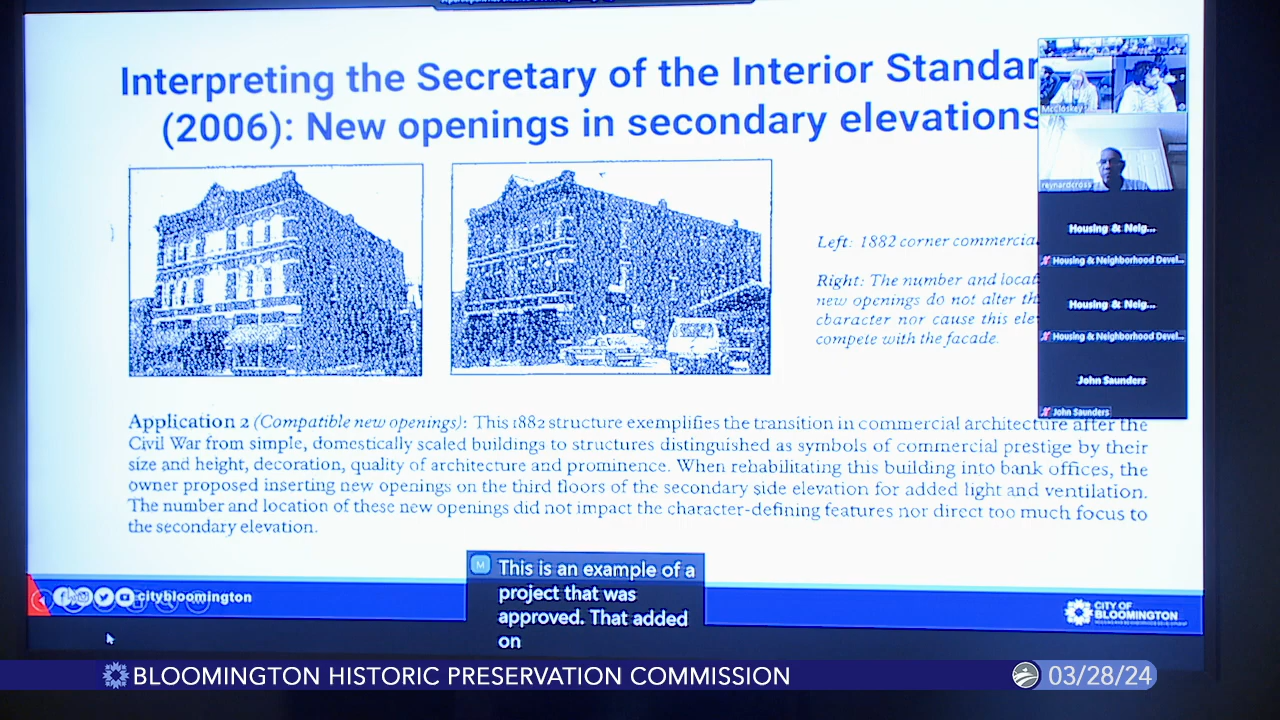 Interpreting the Secretary of the Interior Standar
(2006): New openings in secondary elevations
McCloskey
reynardcross
Housing & Neig...
Housing & Neighborhood Devel...
Housing & Neig...
Housing & Neighborhood Devel...
John Saunders
John Saunders
Left: 1882 corner commercia
Right: The number and locat
new openings do not alter th
character nor cause this ele
compete with the facade.
Application 2 (Compatible new openings): This 1882 structure exemplifies the transition in commercial architecture after the
Civil War from simple, domestically scaled buildings to structures distinguished as symbols of commercial prestige by their
size and height, decoration, quality of architecture and prominence. When rehabilitating this building into bank offices, the
owner proposed inserting new openings on the third floors of the secondary side elevation for added light and ventilation.
The number and location of these new openings did not impact the character-defining features nor direct too much focus to
the secondary elevation.
M
This is an example of a
project that was
approved. That added
on
citybloomington
CITY OF
BLOOMINGTON
BLOOMINGTON HISTORIC PRESERVATION COMMISSION
03/28/24